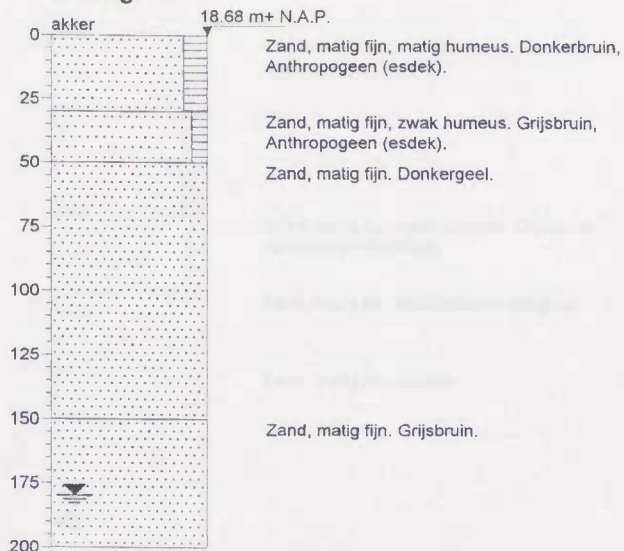 18.68 m+ N.A.P.
akker
0
Zand, matig fijn, matig humeus. Donkerbruin,
Anthropogeen (esdek).
25
Zand, matig fijn, zwak humeus. Grijsbruin,
Anthropogeen (esdek).
50
Zand, matig fijn. Donkergeel.
75
100
125
150
Zand, matig fijn. Grijsbruin.
175
200